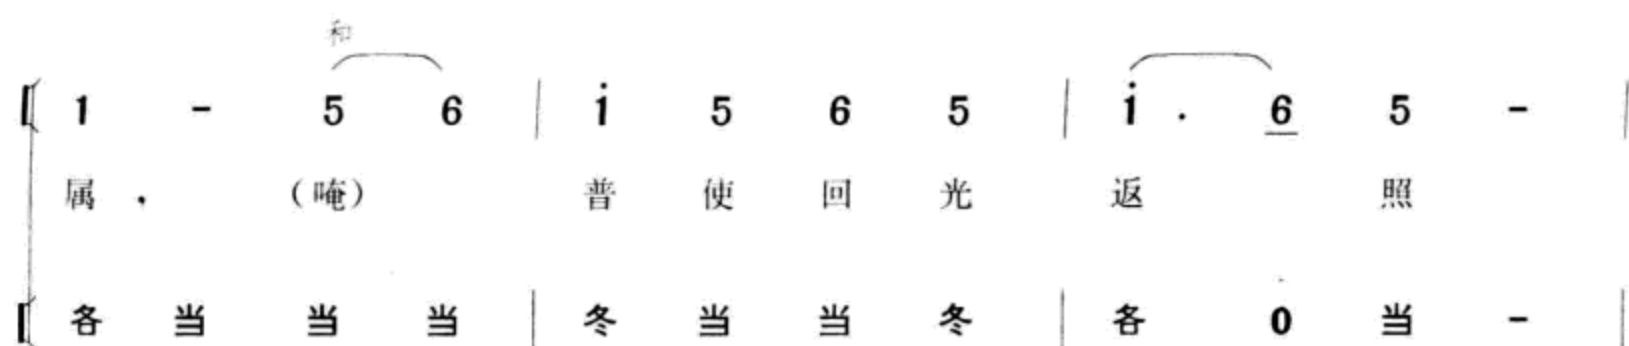 和
1 - 5 6 | i 5 6 5 | i . 6 5 - |
属 . （唵） 普 使 回 光 返 照
各 当 当 当 | 冬 当 当 冬 | 各 0 当 - |